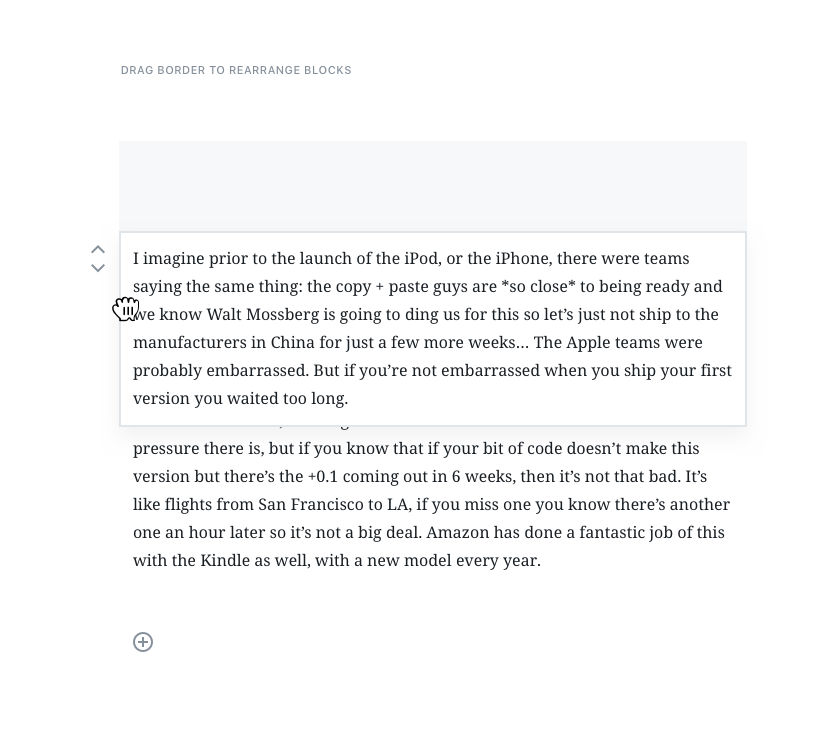 DRAG BORDER TO REARRANGE BLOCKS
I imagine prior to the launch of the iPod, or the iPhone, there were teams
saying the same thing: the copy + paste guys are *so close* to being ready and
we know Walt Mossberg is going to ding us for this so let’s just not ship to the
manufacturers in China for just a few more weeks… The Apple teams were
probably embarrassed. But if you’re not embarrassed when you ship your first
version you waited too long.
pressure there is, but if you know that if your bit of code doesn’t make this
version but there’s the +0.1 coming out in 6 weeks, then it’s not that bad. It’s
like flights from San Francisco to LA, if you miss one you know there’s another
one an hour later so it’s not a big deal. Amazon has done a fantastic job of this
with the Kindle as well, with a new model every year.